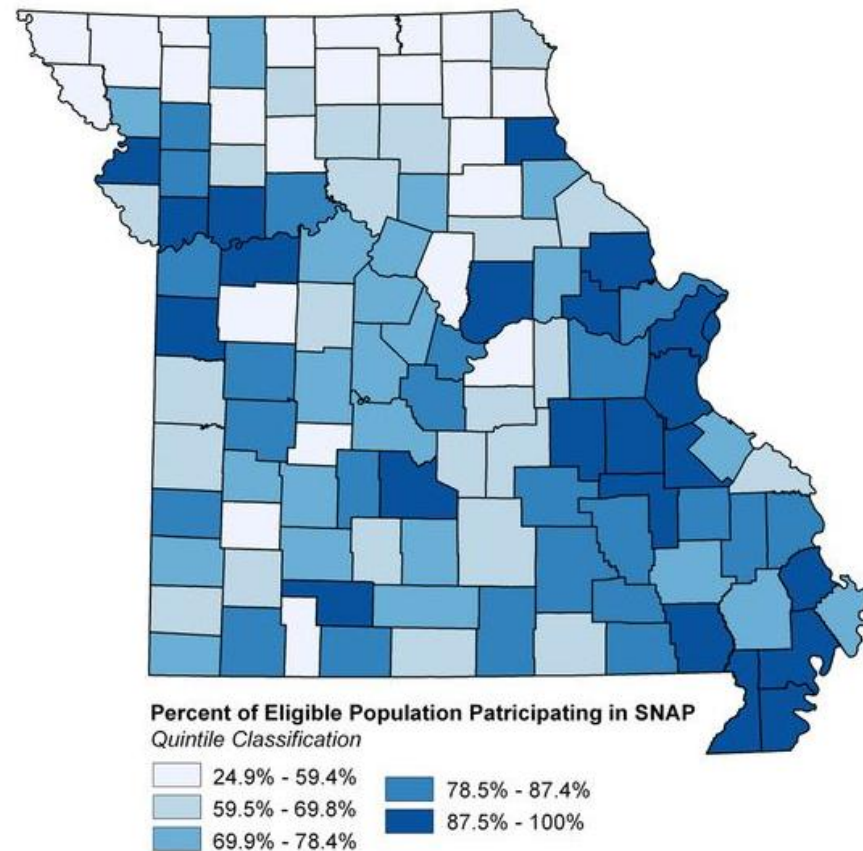 Percent of Eligible Population Patricipating in SNAP
Quintile Classification
24.9% - 59.4%
59.5% - 69.8%
69.9% - 78.4%
78.5% - 87.4%
87.5% - 100%